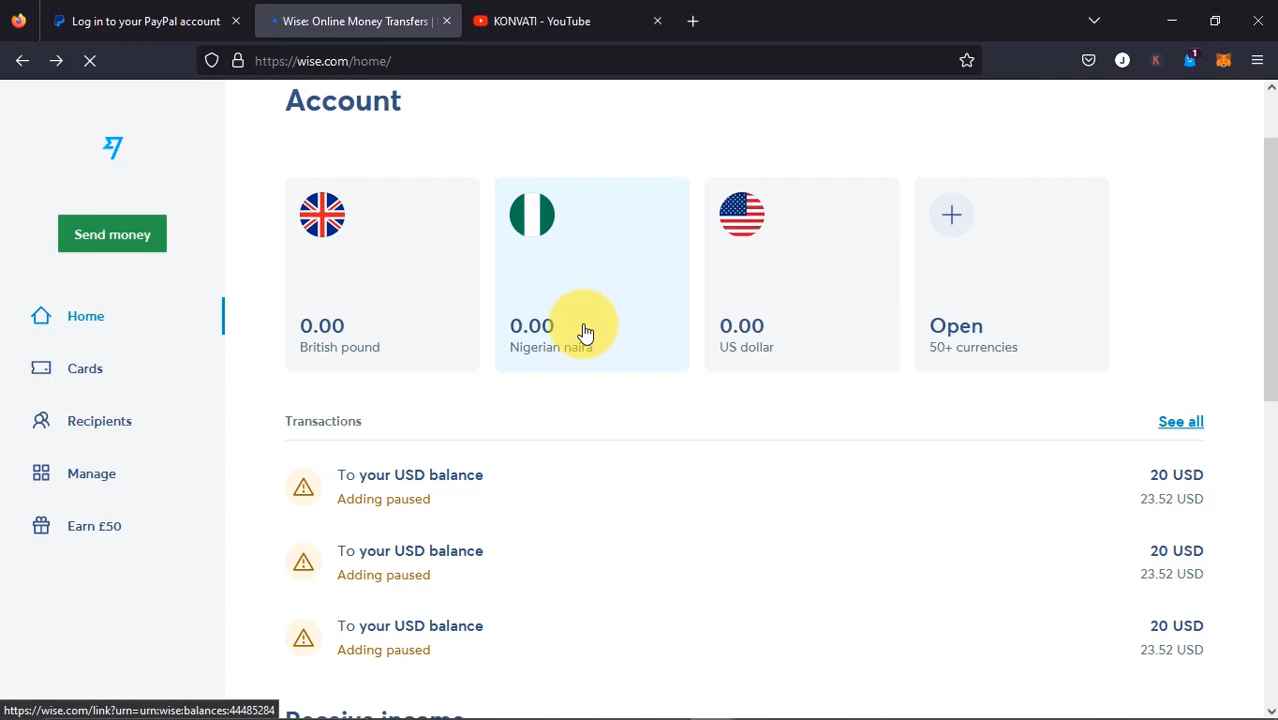 Log in to your PayPal account
Wise: Online Money Transfers |
KONVATI - YouTube
https://wise.com/home/
J
K
1
Account
Send money
Home
Cards
Recipients
Manage
Earn £50
0.00
British pound
0.00
Nigerian naira
0.00
US dollar
Open
50+ currencies
Transactions
See all
To your USD balance
20 USD
Adding paused
23.52 USD
To your USD balance
20 USD
Adding paused
23.52 USD
To your USD balance
20 USD
Adding paused
23.52 USD
Receive income
https://wise.com/link?urn=urn:wise:balances:44485284